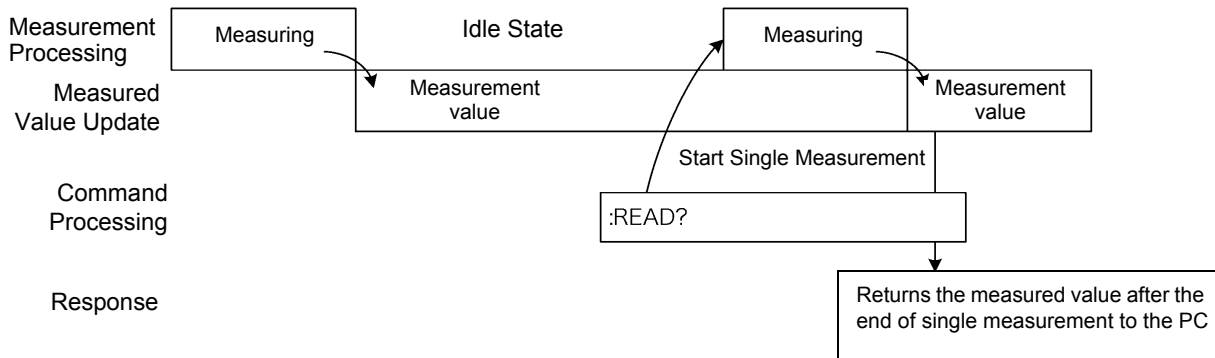 Measurement
Processing
Measuring
Idle State
Measuring
Measured
Value Update
Measurement
value
Measurement
value
Start Single Measurement
Command
Processing
:READ?
Response
Returns the measured value after the
end of single measurement to the PC